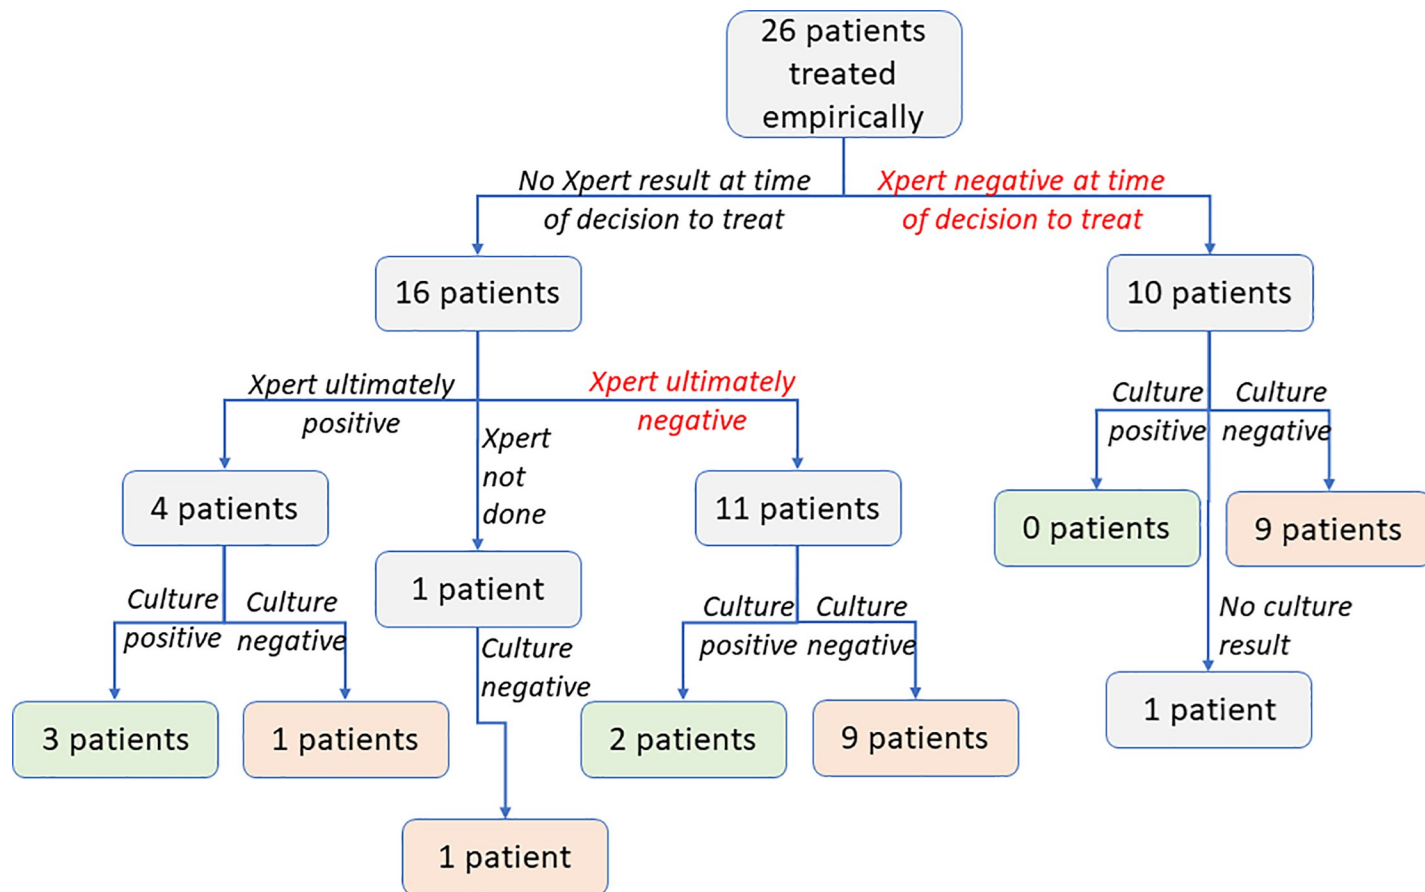 26 patients
treated
empirically
No Xpert result at time
of decision to treat
Xpert negative at time
of decision to treat
16 patients
10 patients
Xpert ultimately
positive
Xpert
not
done
Xpert ultimately
negative
Culture
positive
Culture
negative
4 patients
11 patients
0 patients
9 patients
1 patient
Culture
positive
Culture
negative
Culture
negative
Culture
positive
Culture
negative
No culture
result
3 patients
1 patients
2 patients
9 patients
1 patient
1 patient